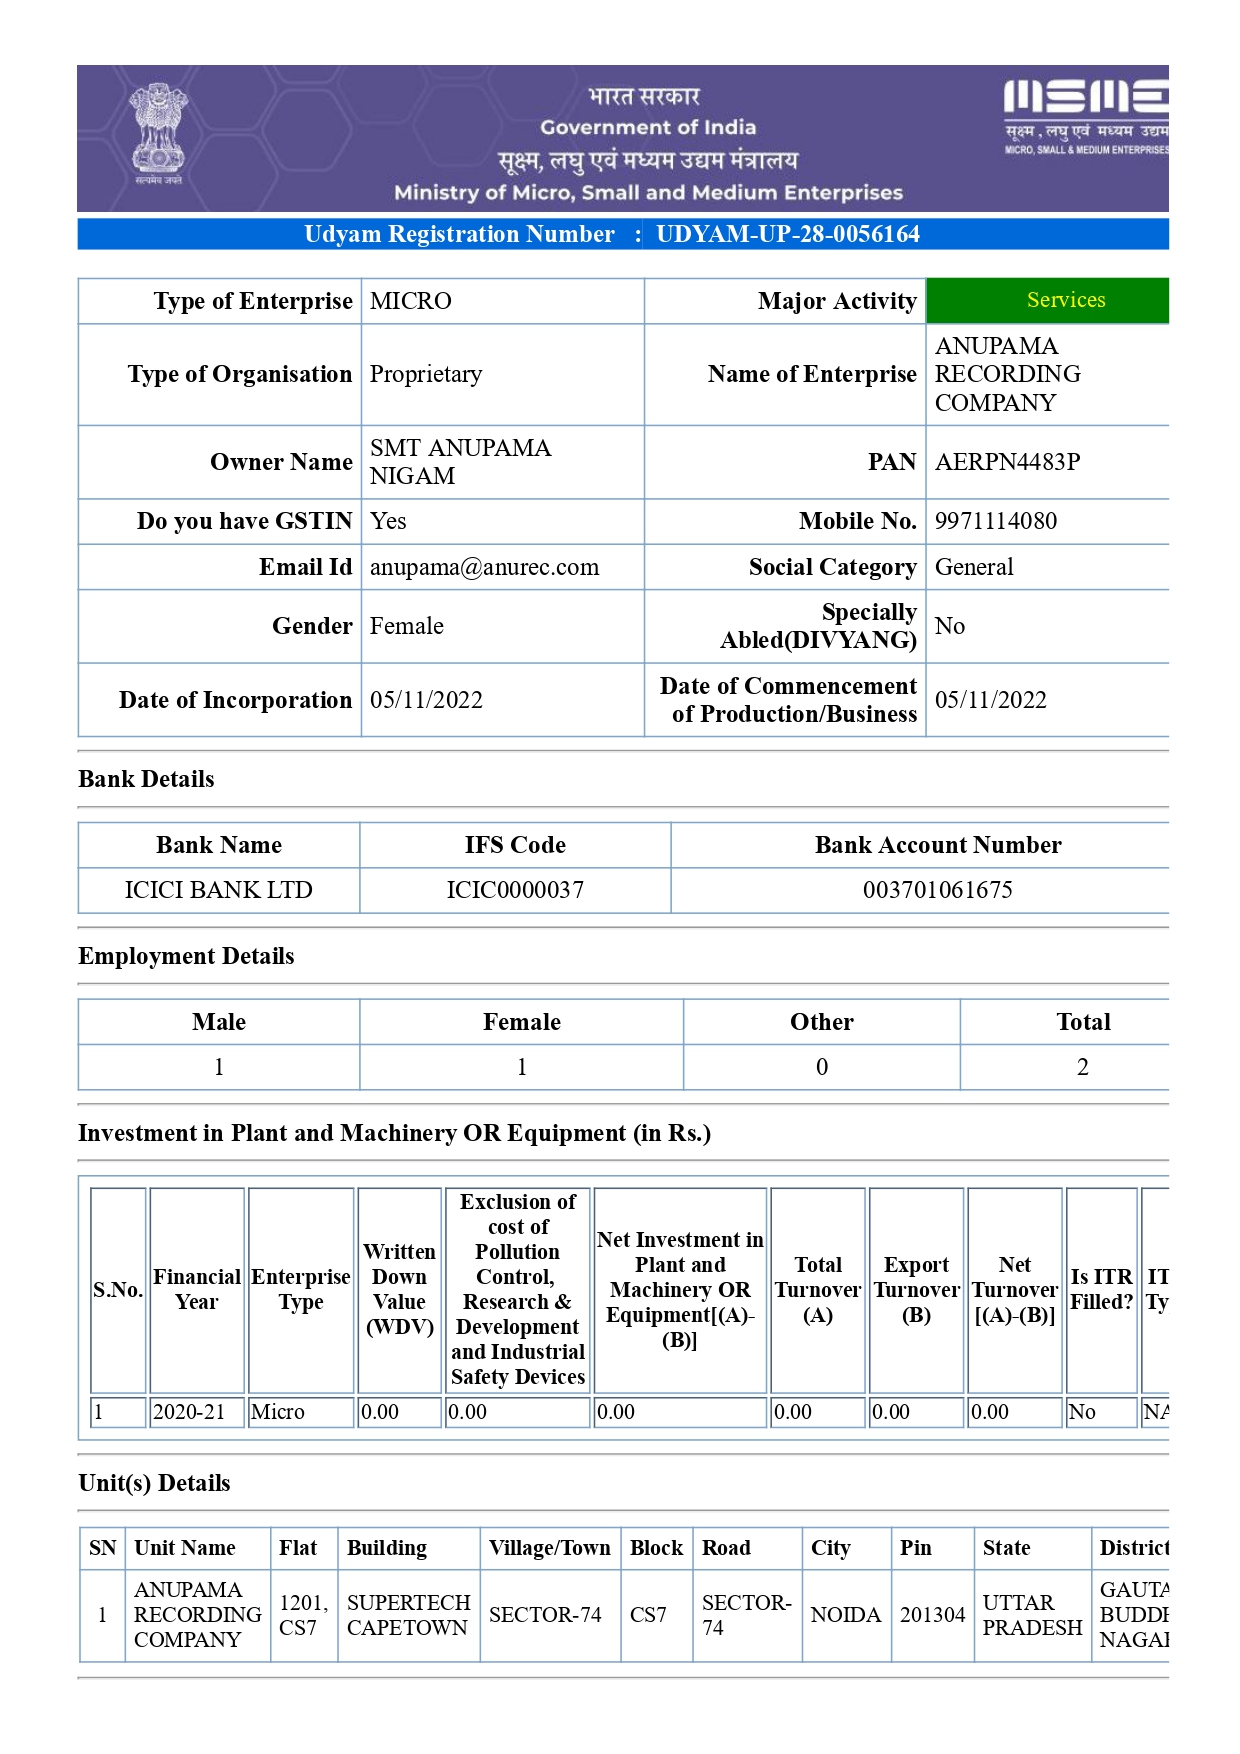 भारत सरकार
Government of India
सूक्ष्म, लघु एवं मध्यम उद्यम मंत्रालय
Ministry of Micro, Small and Medium Enterprises
सत्यमेव जयते
MSME
सूक्ष्म , लघु एवं मध्यम उद्यम
MICRO, SMALL & MEDIUM ENTERPRISES
Udyam Registration Number : UDYAM-UP-28-0056164
Type of Enterprise MICRO Major Activity Services
Type of Organisation Proprietary Name of Enterprise ANUPAMA
RECORDING
COMPANY
Owner Name SMT ANUPAMA
NIGAM
PAN AERPN4483P
Do you have GSTIN Yes Mobile No. 9971114080
Email Id anupama@anurec.com Social Category General
Gender Female Specially
Abled(DIVYANG) No
Date of Incorporation 05/11/2022 Date of Commencement
of Production/Business 05/11/2022
Bank Details
Bank Name IFS Code Bank Account Number
ICICI BANK LTD ICIC0000037 003701061675
Employment Details
Male Female Other Total
1 1 0 2
Investment in Plant and Machinery OR Equipment (in Rs.)
S.No.
Financial
Year
Enterprise
Type
Written
Down
Value
(WDV)
Exclusion of
cost of
Pollution
Control,
Research &
Development
and Industrial
Safety Devices
Net Investment in
Plant and
Machinery OR
Equipment[(A)-
(B)]
Total
Turnover
(A)
Export
Turnover
(B)
Net
Turnover
[(A)-(B)]
Is ITR
Filled?
IT
Ty
1 2020-21 Micro 0.00 0.00 0.00 0.00 0.00 0.00 No NA
Unit(s) Details
SN Unit Name Flat Building Village/Town Block Road City Pin State District
1
ANUPAMA
RECORDING
COMPANY
1201,
CS7
SUPERTECH
CAPETOWN
SECTOR-74
CS7
SECTOR-
74
NOIDA
201304
UTTAR
PRADESH
GAUTA
BUDDH
NAGAR